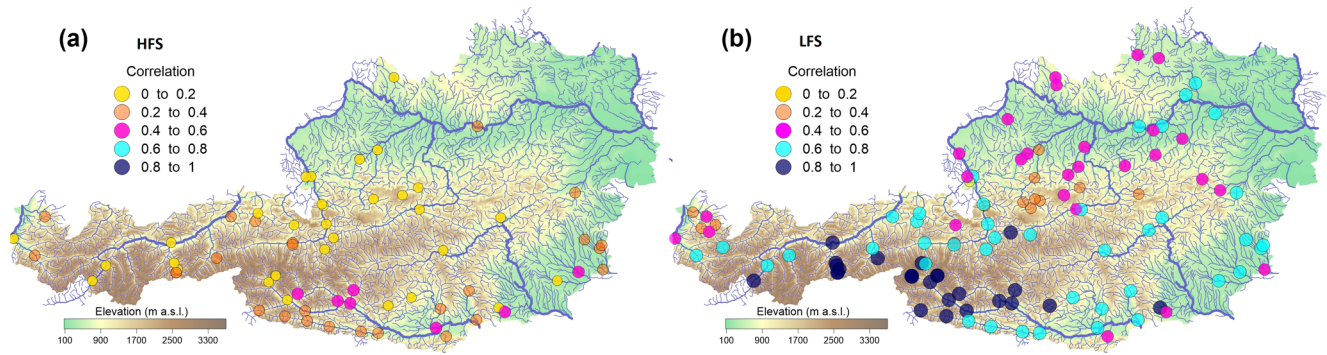 (a) HFS
Correlation
0 to 0.2
0.2 to 0.4
0.4 to 0.6
0.6 to 0.8
0.8 to 1
Elevation (m a.s.l.)
100 900 1700 2500 3300
(b) LFS
Correlation
0 to 0.2
0.2 to 0.4
0.4 to 0.6
0.6 to 0.8
0.8 to 1
Elevation (m a.s.l.)
100 900 1700 2500 3300